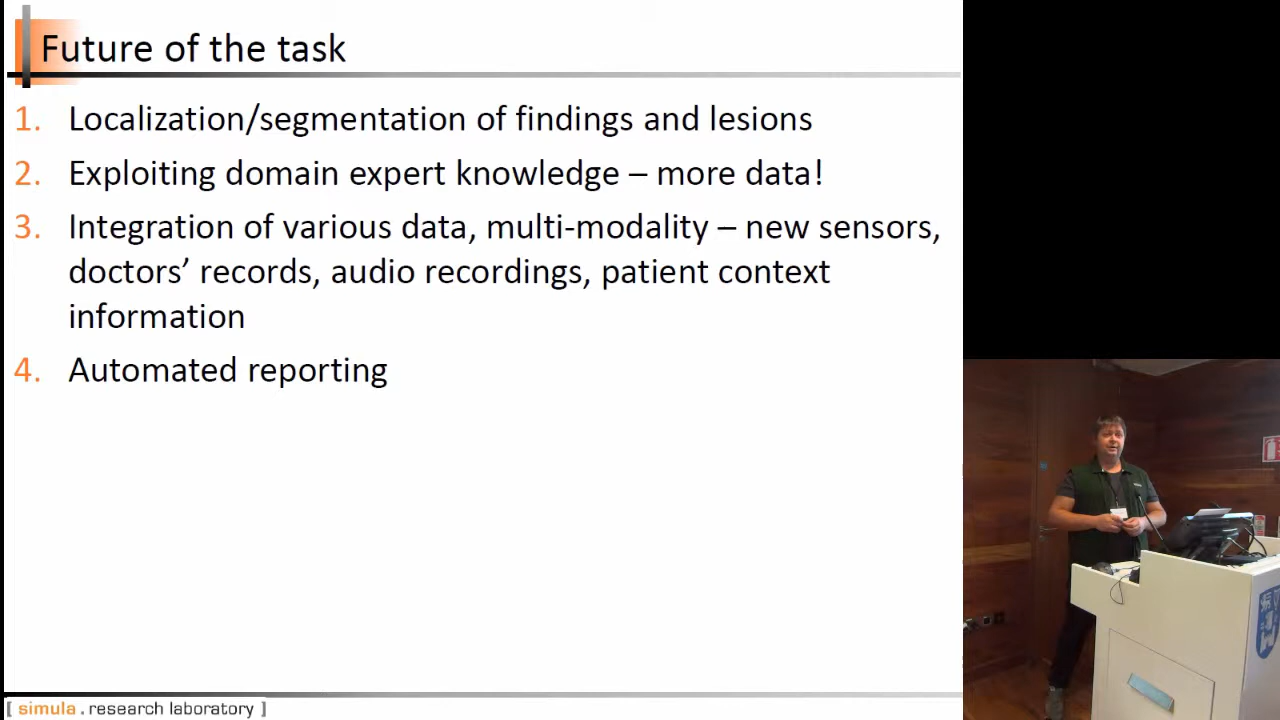 Future of the task
1. Localization/segmentation of findings and lesions
2. Exploiting domain expert knowledge – more data!
3. Integration of various data, multi-modality – new sensors,
doctors’ records, audio recordings, patient context
information
4. Automated reporting
[ simula . research laboratory ]